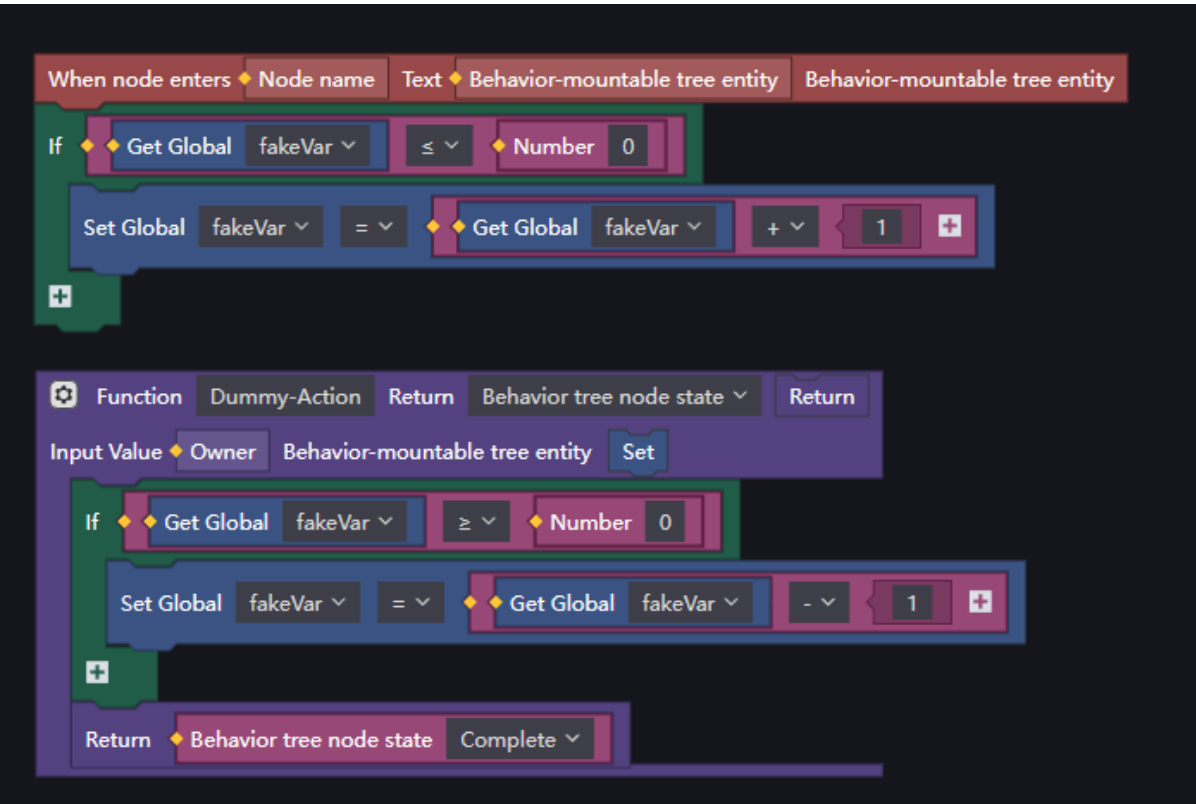 When node enters Node name Text Behavior-mountable tree entity Behavior-mountable tree entity
If Get Global fakeVar ≤ Number 0
Set Global fakeVar = Get Global fakeVar + 1
Function Dummy-Action Return Behavior tree node state Return
Input Value Owner Behavior-mountable tree entity Set
If Get Global fakeVar ≥ Number 0
Set Global fakeVar = Get Global fakeVar - 1
Return Behavior tree node state Complete